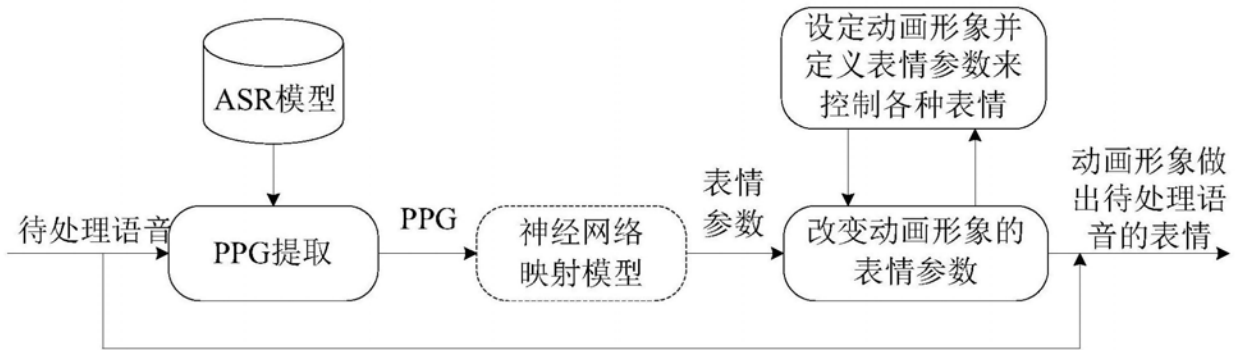 ASR模型
设定动画形象并
定义表情参数来
控制各种表情
待处理语音
PPG提取
PPG
神经网络
映射模型
表情
参数
改变动画形象的
表情参数
动画形象做
出待处理语
音的表情